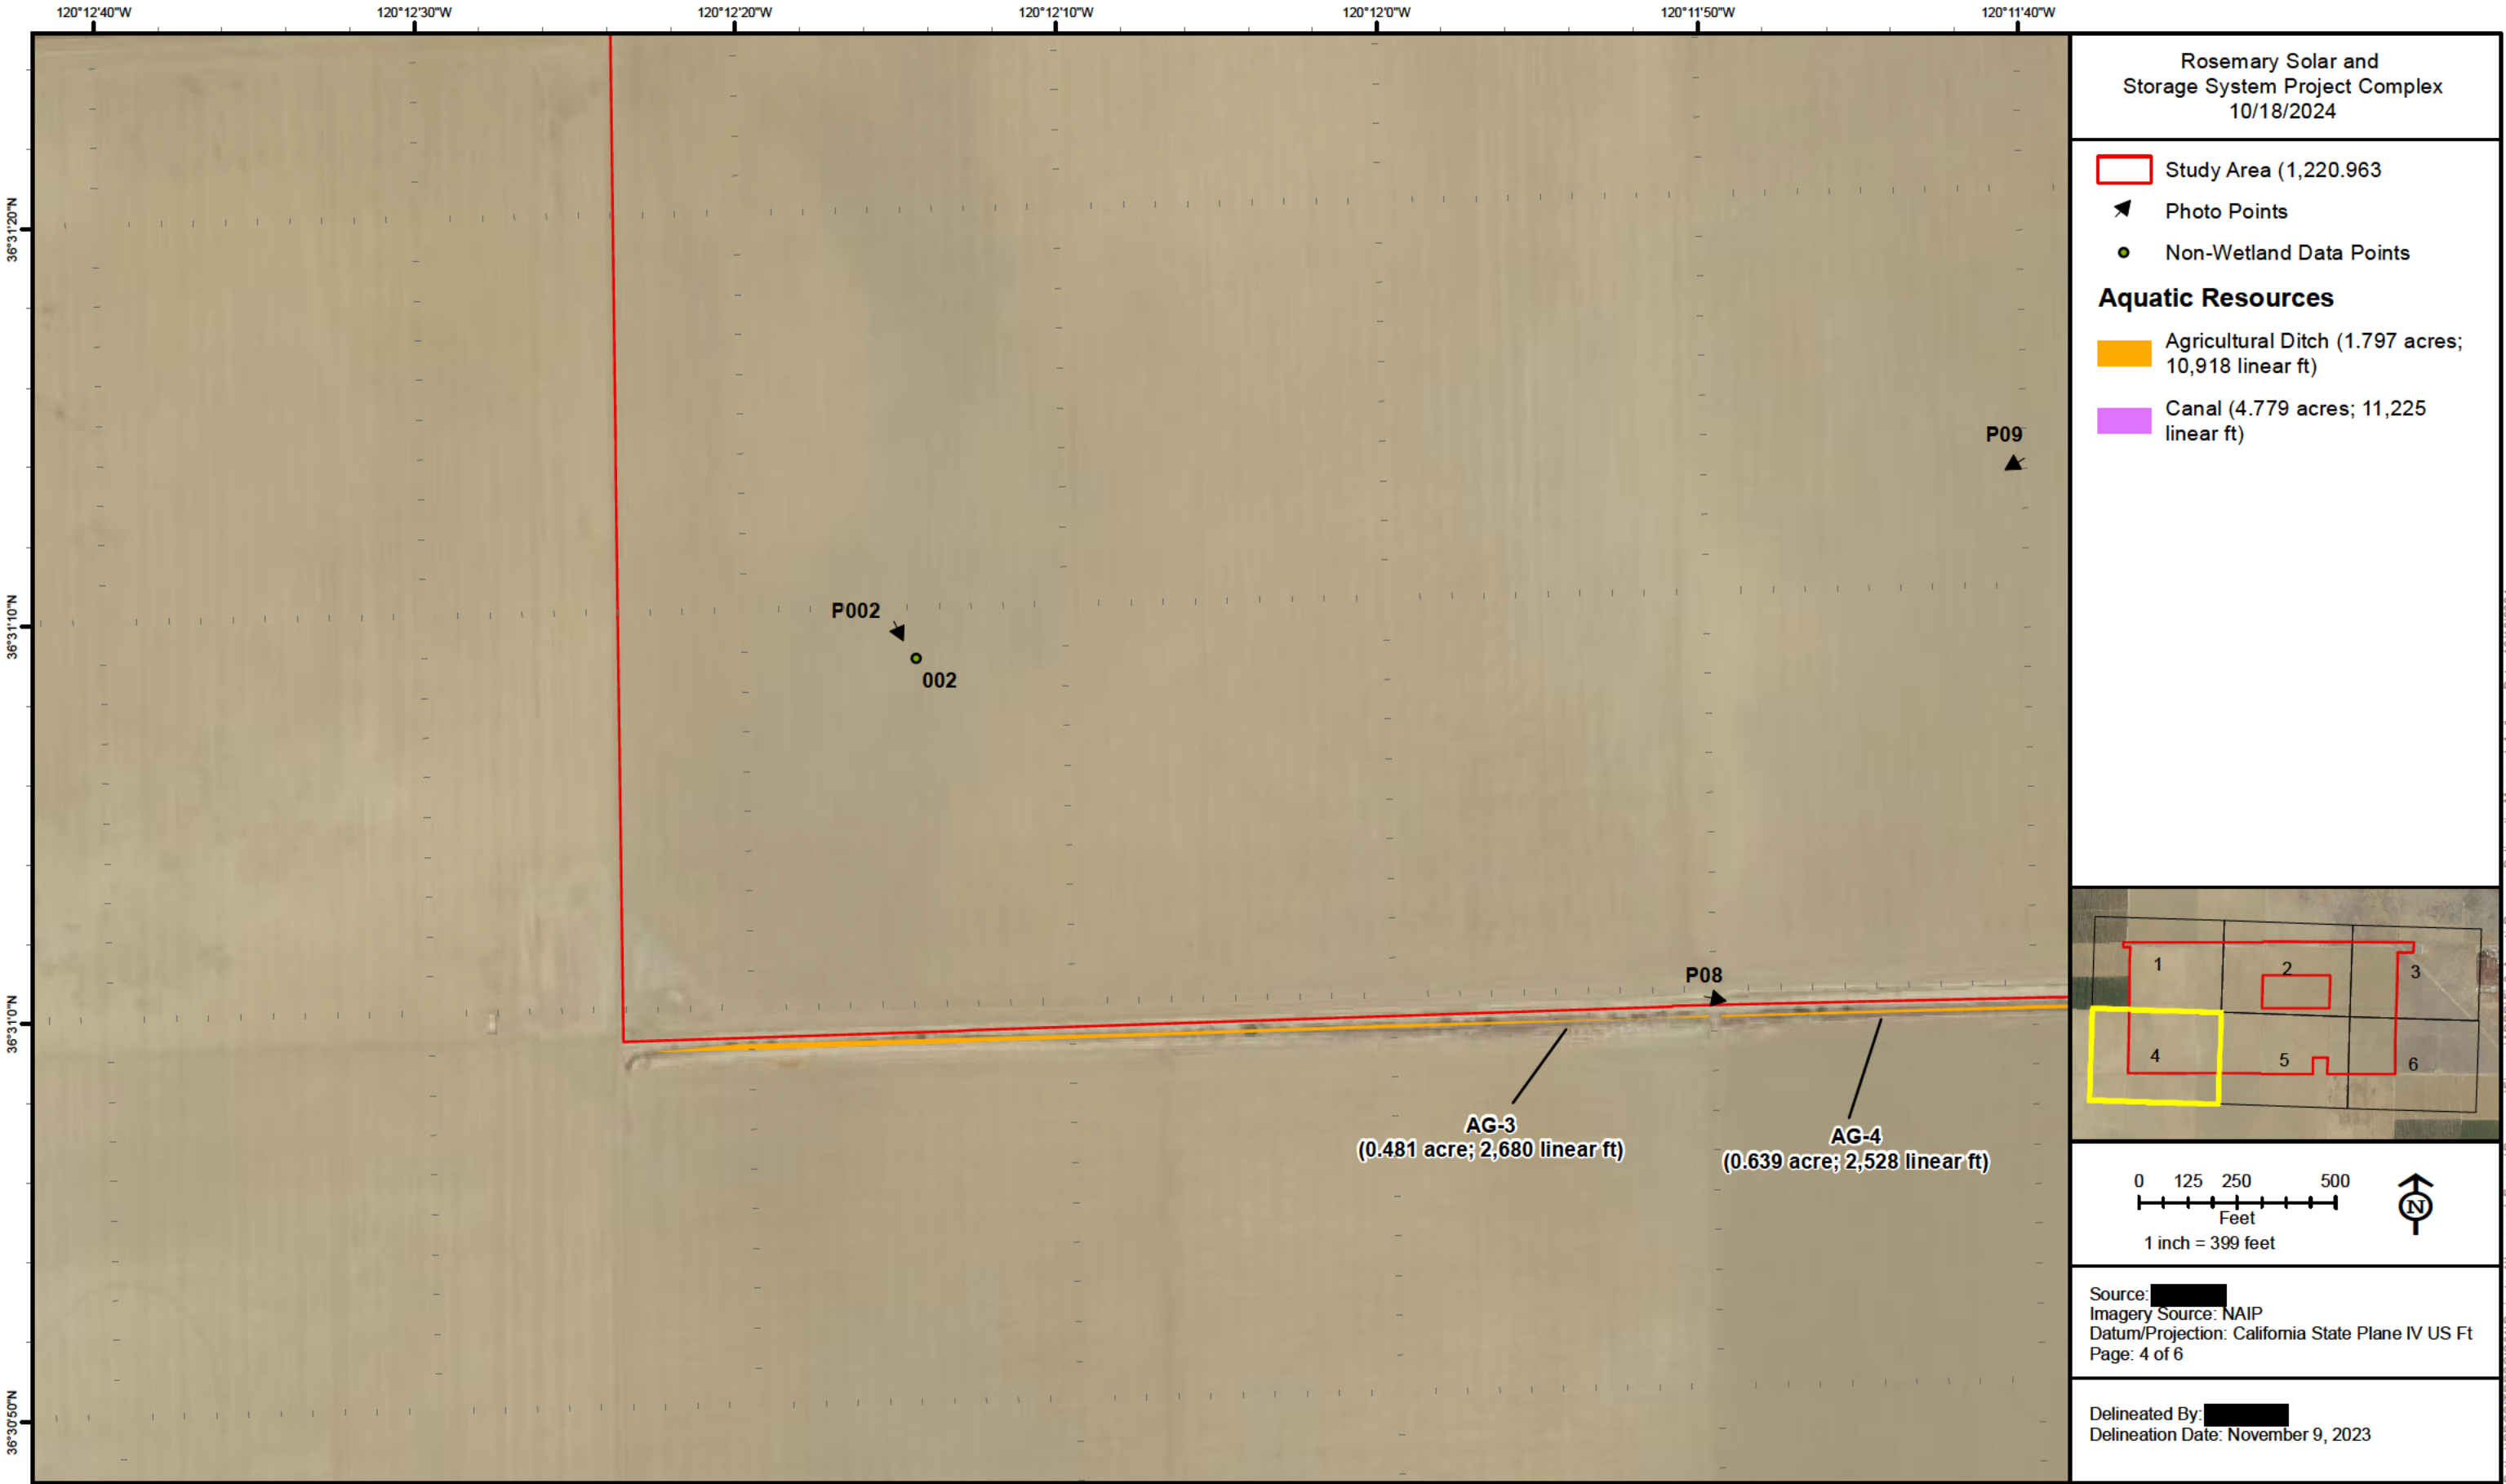 120°12'40"W 120°12'30"W 120°12'20"W 120°12'10"W 120°12'0"W 120°11'50"W 120°11'40"W
36°31'20"N
36°31'10"N
36°31'0"N
36°30'50"N
P09
P002
002
P08
AG-3
(0.481 acre; 2,680 linear ft)
AG-4
(0.639 acre; 2,528 linear ft)
Rosemary Solar and
Storage System Project Complex
10/18/2024
Study Area (1,220.963
Photo Points
Non-Wetland Data Points
Aquatic Resources
Agricultural Ditch (1.797 acres;
10,918 linear ft)
Canal (4.779 acres; 11,225
linear ft)
1 2 3
4 5 6
0 125 250 500
Feet
1 inch = 399 feet
N
Source:
Imagery Source: NAIP
Datum/Projection: California State Plane IV US Ft
Page: 4 of 6
Delineated By:
Delineation Date: November 9, 2023